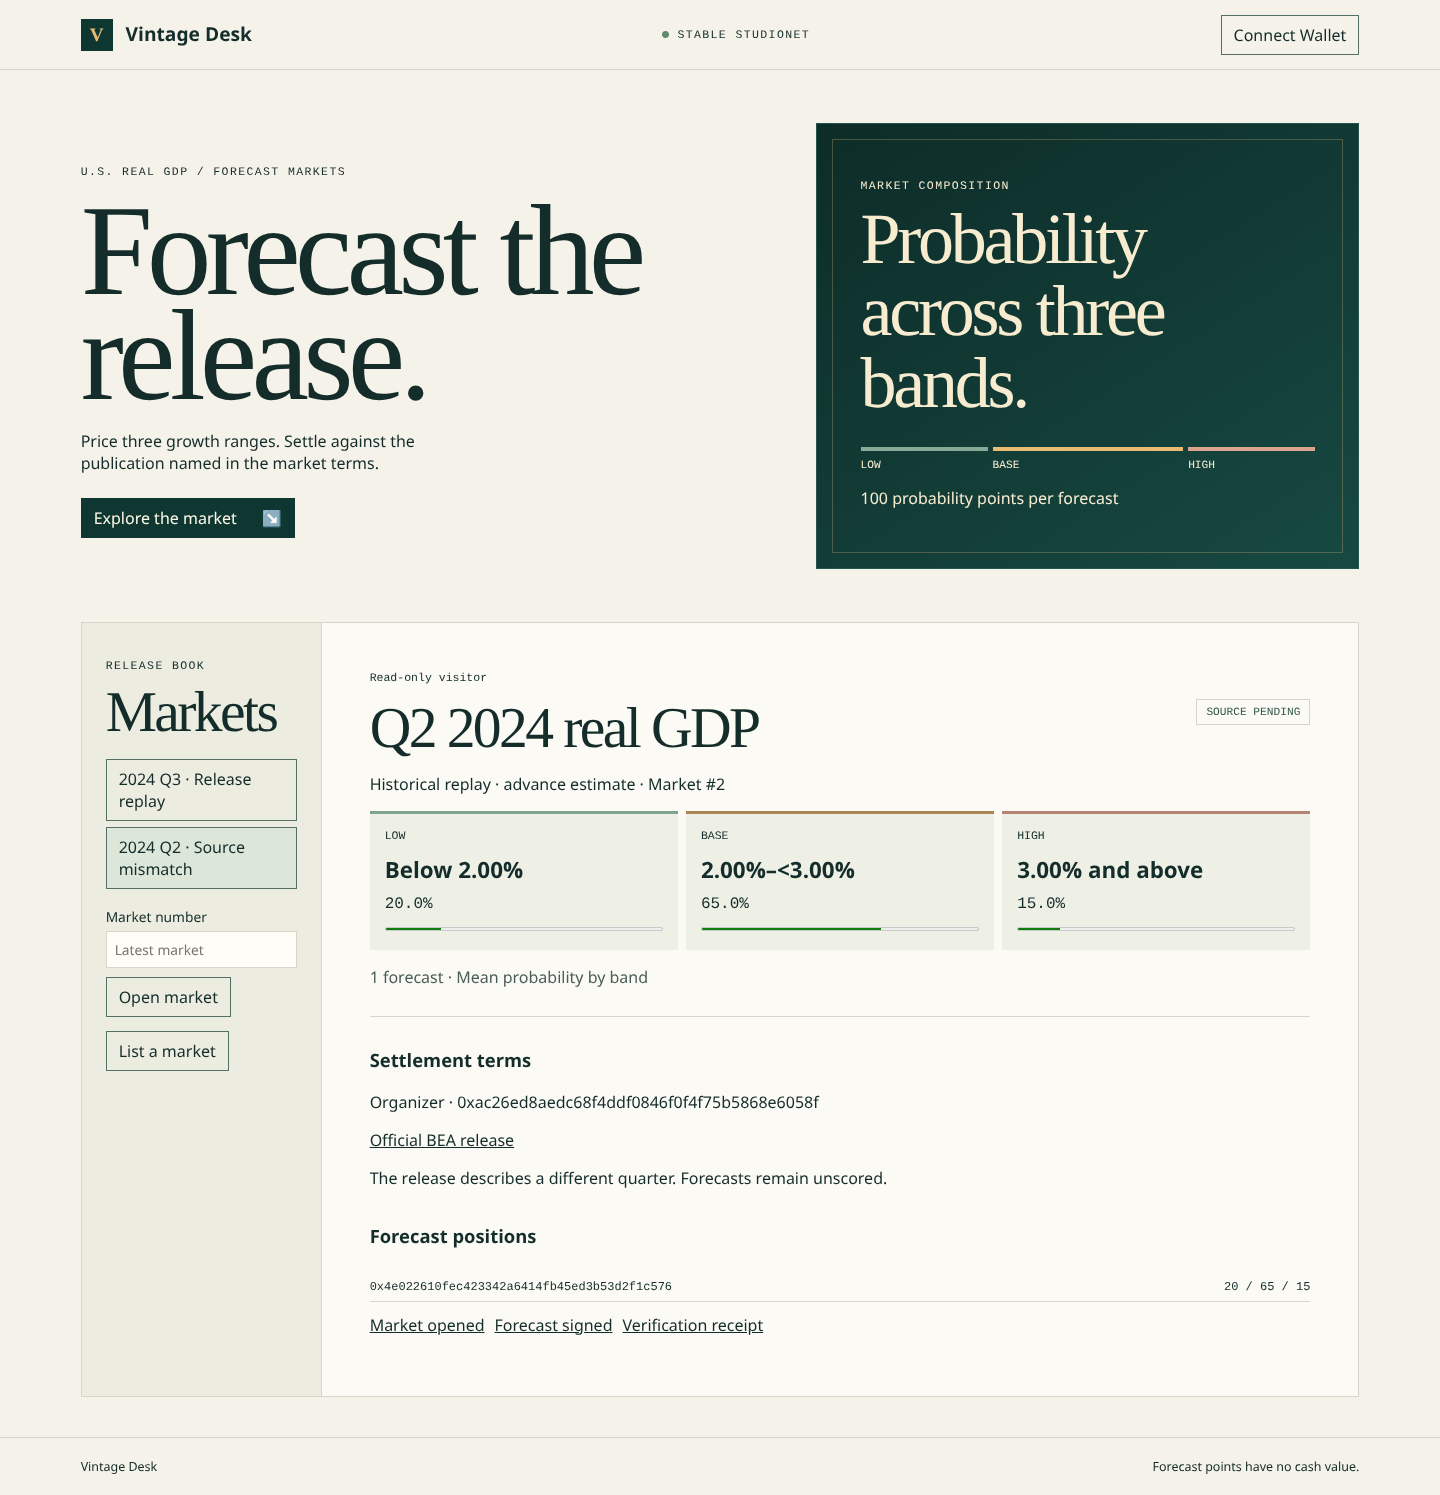 V Vintage Desk
STABLE STUDIONET
Connect Wallet
U.S. REAL GDP / FORECAST MARKETS
Forecast the
release.
Price three growth ranges. Settle against the
publication named in the market terms.
Explore the market ↘
MARKET COMPOSITION
Probability
across three
bands.
LOW BASE HIGH
100 probability points per forecast
RELEASE BOOK
Markets
2024 Q3 · Release
replay
2024 Q2 · Source
mismatch
Market number
Latest market
Open market
List a market
Read-only visitor
Q2 2024 real GDP
SOURCE PENDING
Historical replay · advance estimate · Market #2
LOW
Below 2.00%
20.0%
BASE
2.00%–<3.00%
65.0%
HIGH
3.00% and above
15.0%
1 forecast · Mean probability by band
Settlement terms
Organizer · 0xac26ed8aedc68f4ddf0846f0f4f75b5868e6058f
Official BEA release
The release describes a different quarter. Forecasts remain unscored.
Forecast positions
0x4e022610fec423342a6414fb45ed3b53d2f1c576 20 / 65 / 15
Market opened Forecast signed Verification receipt
Vintage Desk
Forecast points have no cash value.